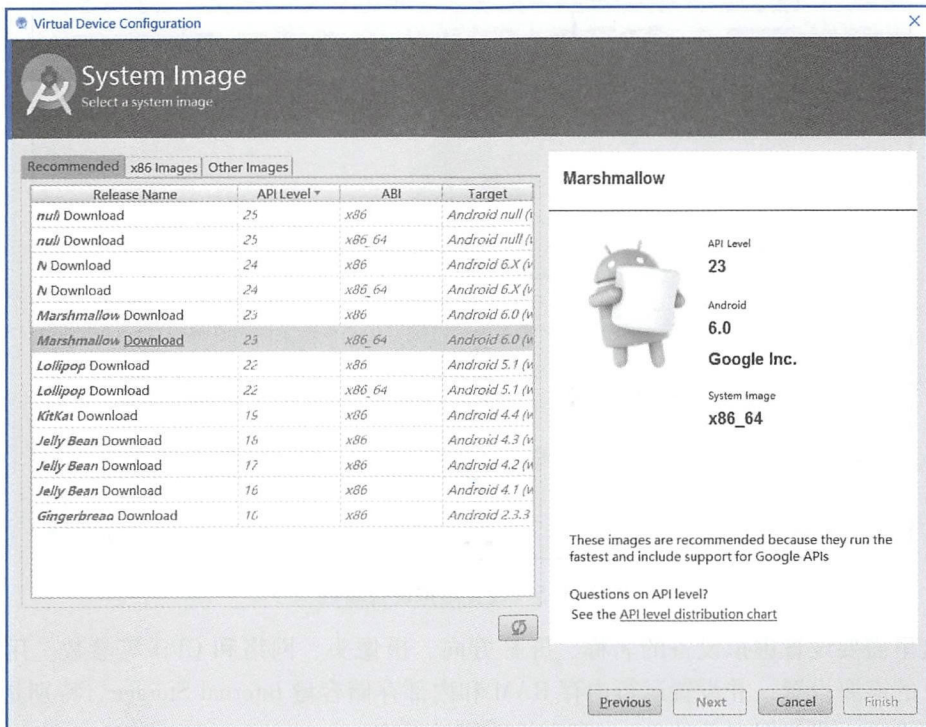 Virtual Device Configuration
System Image
Select a system image
Recommended x86 Images Other Images
Release Name API Level ABI Target
null Download 25 x86 Android null (v
null Download 25 x86_64 Android null (v
N Download 24 x86 Android 6.X (v
N Download 24 x86_64 Android 6.X (v
Marshmallow Download 23 x86 Android 6.0 (v
Marshmallow Download 23 x86_64 Android 6.0 (v
Lollipop Download 22 x86 Android 5.1 (v
Lollipop Download 22 x86_64 Android 5.1 (v
KitKat Download 19 x86 Android 4.4 (v
Jelly Bean Download 18 x86 Android 4.3 (v
Jelly Bean Download 17 x86 Android 4.2 (v
Jelly Bean Download 16 x86 Android 4.1 (v
Gingerbread Download 10 x86 Android 2.3.3
Marshmallow
API Level
23
Android
6.0
Google Inc.
System Image
x86_64
These images are recommended because they run the
fastest and include support for Google APIs
Questions on API level?
See the API level distribution chart
Previous Next Cancel Finish